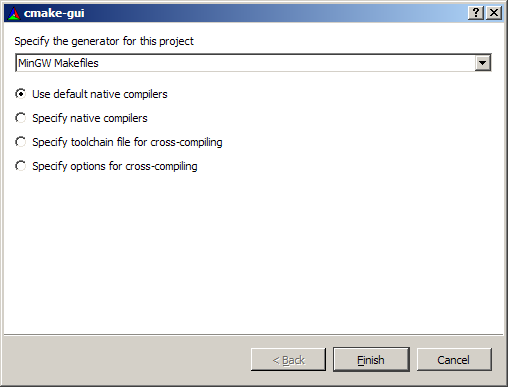 cmake-gui
Specify the generator for this project
MinGW Makefiles
Use default native compilers
Specify native compilers
Specify toolchain file for cross-compiling
Specify options for cross-compiling
< Back Finish Cancel